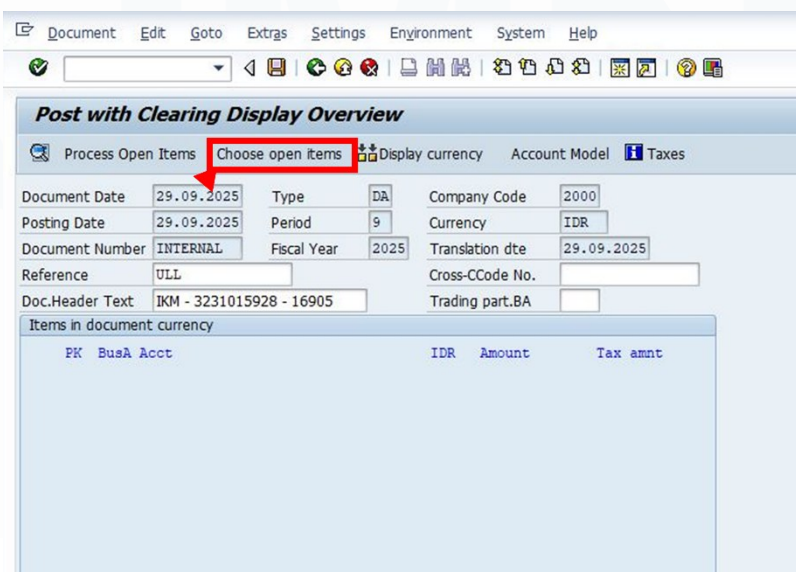 Document Edit Goto Extras Settings Environment System Help
Post with Clearing Display Overview
Process Open Items Choose open items Display currency Account Model Taxes
Document Date 29.09.2025 Type DA Company Code 2000
Posting Date 29.09.2025 Period 9 Currency IDR
Document Number INTERNAL Fiscal Year 2025 Translation dte 29.09.2025
Reference ULL Cross-CCode No.
Doc.Header Text IKM - 3231015928 - 16905 Trading part.BA
Items in document currency
PK BusA Acct IDR Amount Tax amnt